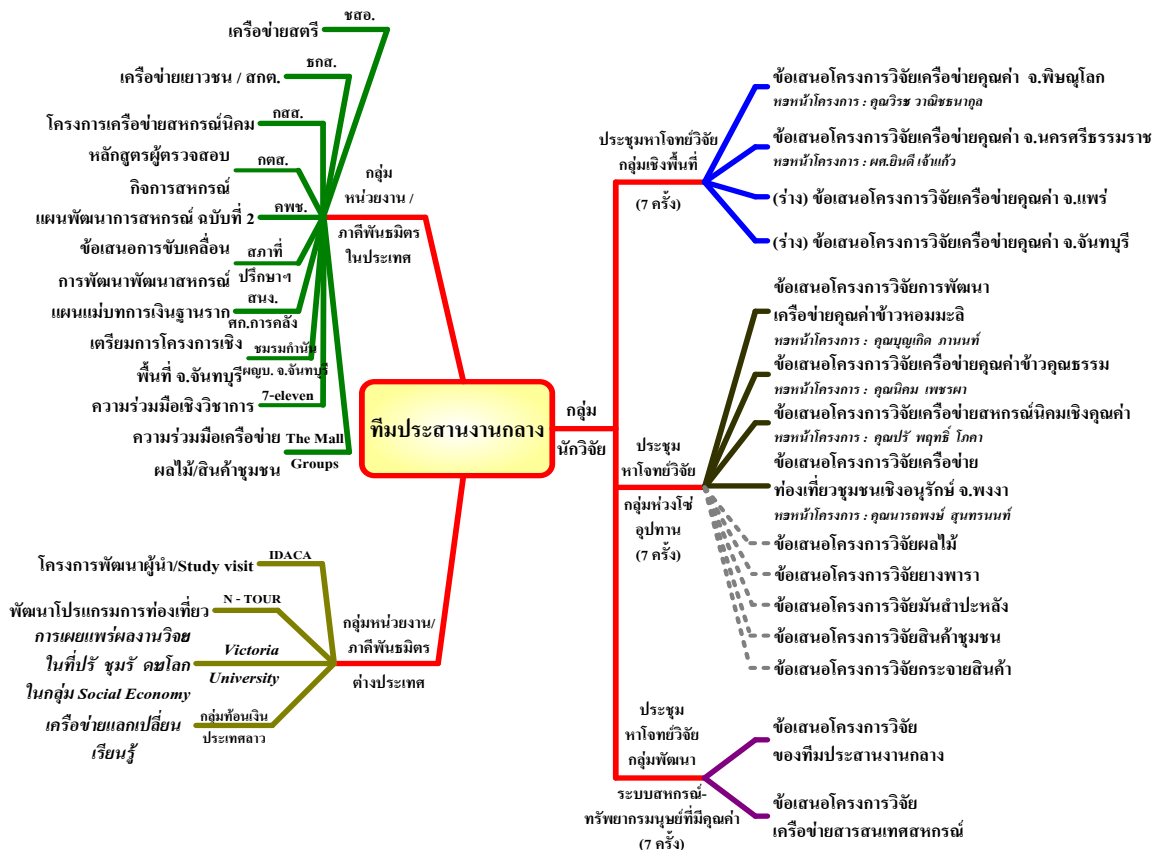 ชสอ.
เครือข่ายสตรี
ธกส.
เครือข่ายเยาวชน / สกต.
กสส.
โครงการเครือข่ายสหกรณ์นิคม
หลักสูตรผู้ตรวจสอบ
กิจการสหกรณ์
กตส.
คพช.
แผนพัฒนาการสหกรณ์ ฉบับที่ 2
ข้อเสนอการขับเคลื่อน
การพัฒนาพัฒนาสหกรณ์
สภาที่
ปรึกษาฯ
สนง.
ศก.การคลัง
แผนแม่บทการเงินฐานราก
เตรียมการโครงการเชิง
พื้นที่ จ.จันทบุรี
ชมรมกำนัน
ผญบ. จ.จันทบุรี
7-eleven
ความร่วมมือเชิงวิชาการ
ความร่วมมือเครือข่าย
ผลไม้/สินค้าชุมชน
The Mall
Groups
กลุ่ม
หน่วยงาน /
ภาคีพันธมิตร
ในประเทศ
ทีมประสานงานกลาง
IDACA
โครงการพัฒนาผู้นำ/Study visit
N - TOUR
พัฒนาโปรแกรมการท่องเที่ยว
การเผยแพร่ผลงานวิจัย
ในที่ปรั ชุมรั ดับโลก
ในกลุ่ม Social Economy
Victoria
University
เครือข่ายแลกเปลี่ยน
เรียนรู้
กลุ่มท้อนเงิน
ประเทศลาว
กลุ่มหน่วยงาน/
ภาคีพันธมิตร
ต่างประเทศ
กลุ่ม
นักวิจัย
ประชุมหาโจทย์วิจัย
กลุ่มเชิงพื้นที่
(7 ครั้ง)
ข้อเสนอโครงการวิจัยเครือข่ายคุณค่า จ.พิษณุโลก
หัวหน้าโครงการ : คุณวิรัช วาณิชธนากุล
ข้อเสนอโครงการวิจัยเครือข่ายคุณค่า จ.นครศรีธรรมราช
หัวหน้าโครงการ : ผศ.ยินดี เจ้าแก้ว
(ร่าง) ข้อเสนอโครงการวิจัยเครือข่ายคุณค่า จ.แพร่
(ร่าง) ข้อเสนอโครงการวิจัยเครือข่ายคุณค่า จ.จันทบุรี
ประชุม
หาโจทย์วิจัย
กลุ่มห่วงโซ่
อุปทาน
(7 ครั้ง)
ข้อเสนอโครงการวิจัยการพัฒนา
เครือข่ายคุณค่าข้าวหอมมะลิ
หัวหน้าโครงการ : คุณบุญเกิด ภานนท์
ข้อเสนอโครงการวิจัยเครือข่ายคุณค่าข้าวคุณธรรม
หัวหน้าโครงการ : คุณนิคม เพชรผา
ข้อเสนอโครงการวิจัยเครือข่ายสหกรณ์นิคมเชิงคุณค่า
หัวหน้าโครงการ : คุณปรั พฤทธิ์ โภคา
ข้อเสนอโครงการวิจัยเครือข่าย
ท่องเที่ยวชุมชนเชิงอนุรักษ์ จ.พงงา
หัวหน้าโครงการ : คุณนารถพงษ์ สุนทรนนท์
ข้อเสนอโครงการวิจัยผลไม้
ข้อเสนอโครงการวิจัยยางพารา
ข้อเสนอโครงการวิจัยมันสำปะหลัง
ข้อเสนอโครงการวิจัยสินค้าชุมชน
ข้อเสนอโครงการวิจัยกระจายสินค้า
ประชุม
หาโจทย์วิจัย
กลุ่มพัฒนา
ระบบสหกรณ์-
ทรัพยากรมนุษย์ที่มีคุณค่า
(7 ครั้ง)
ข้อเสนอโครงการวิจัย
ของทีมประสานงานกลาง
ข้อเสนอโครงการวิจัย
เครือข่ายสารสนเทศสหกรณ์